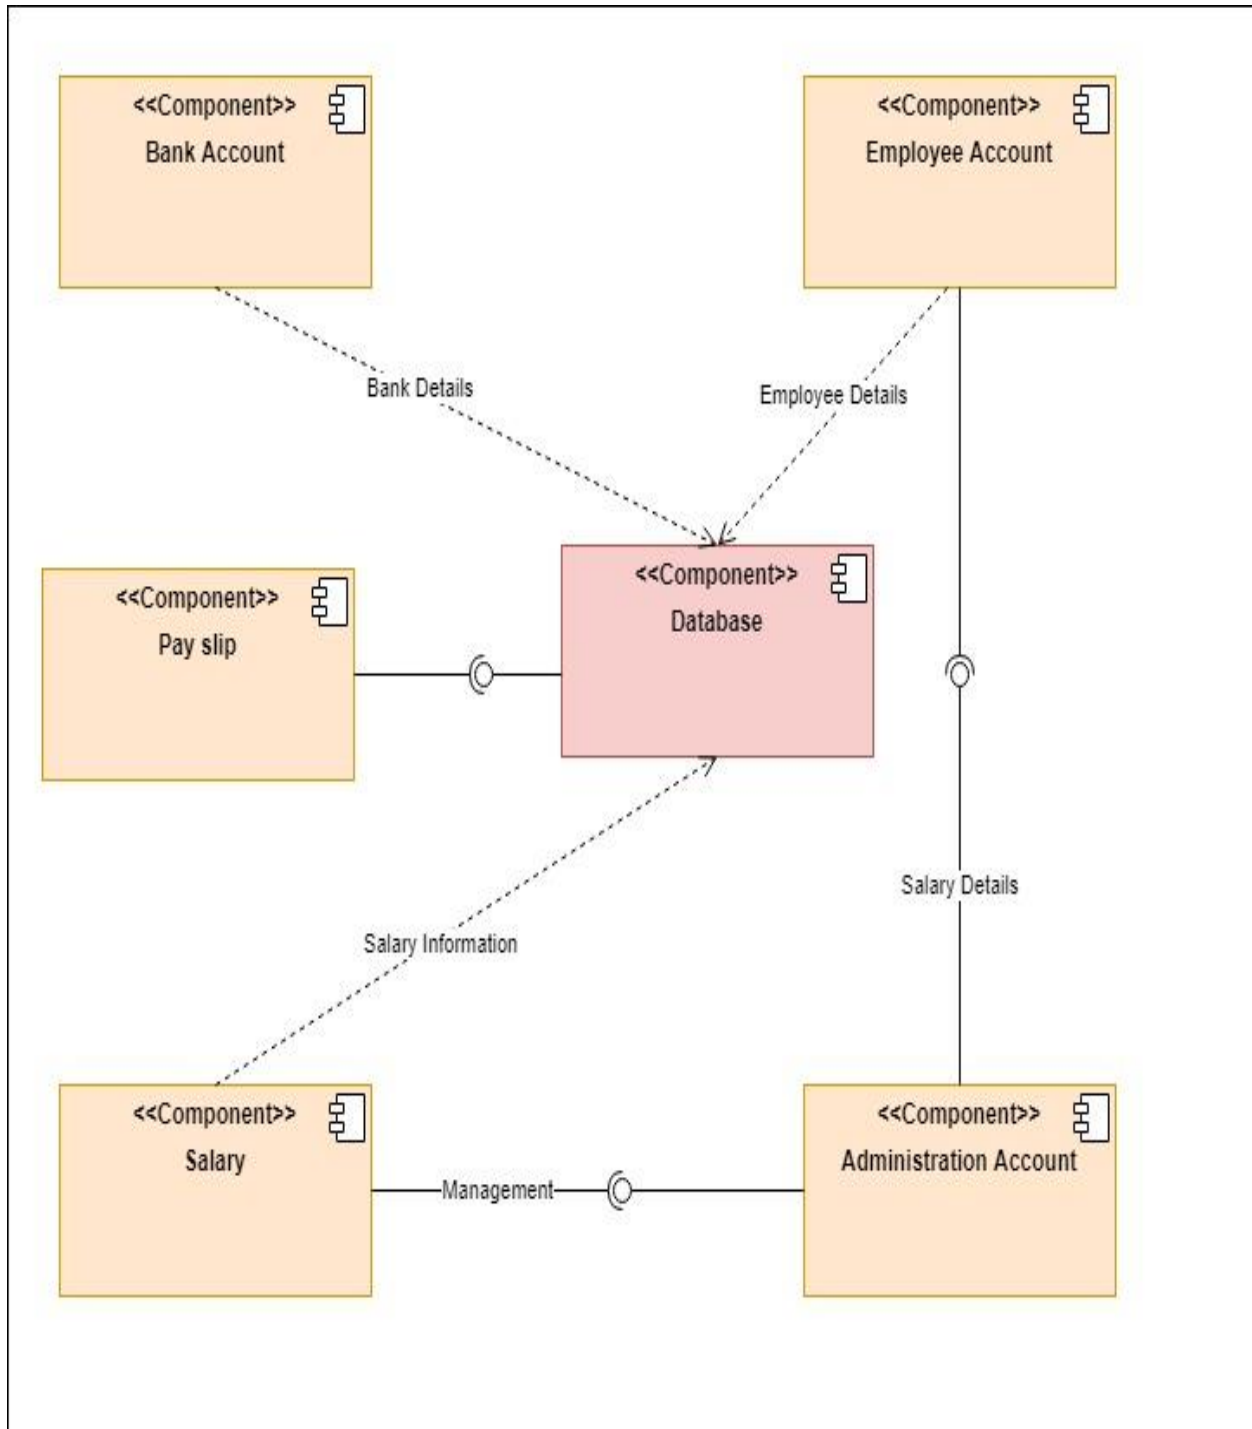 <<Component>>
Bank Account
<<Component>>
Employee Account
Bank Details
Employee Details
<<Component>>
Database
<<Component>>
Pay slip
Salary Details
Salary Information
<<Component>>
Salary
Management
<<Component>>
Administration Account